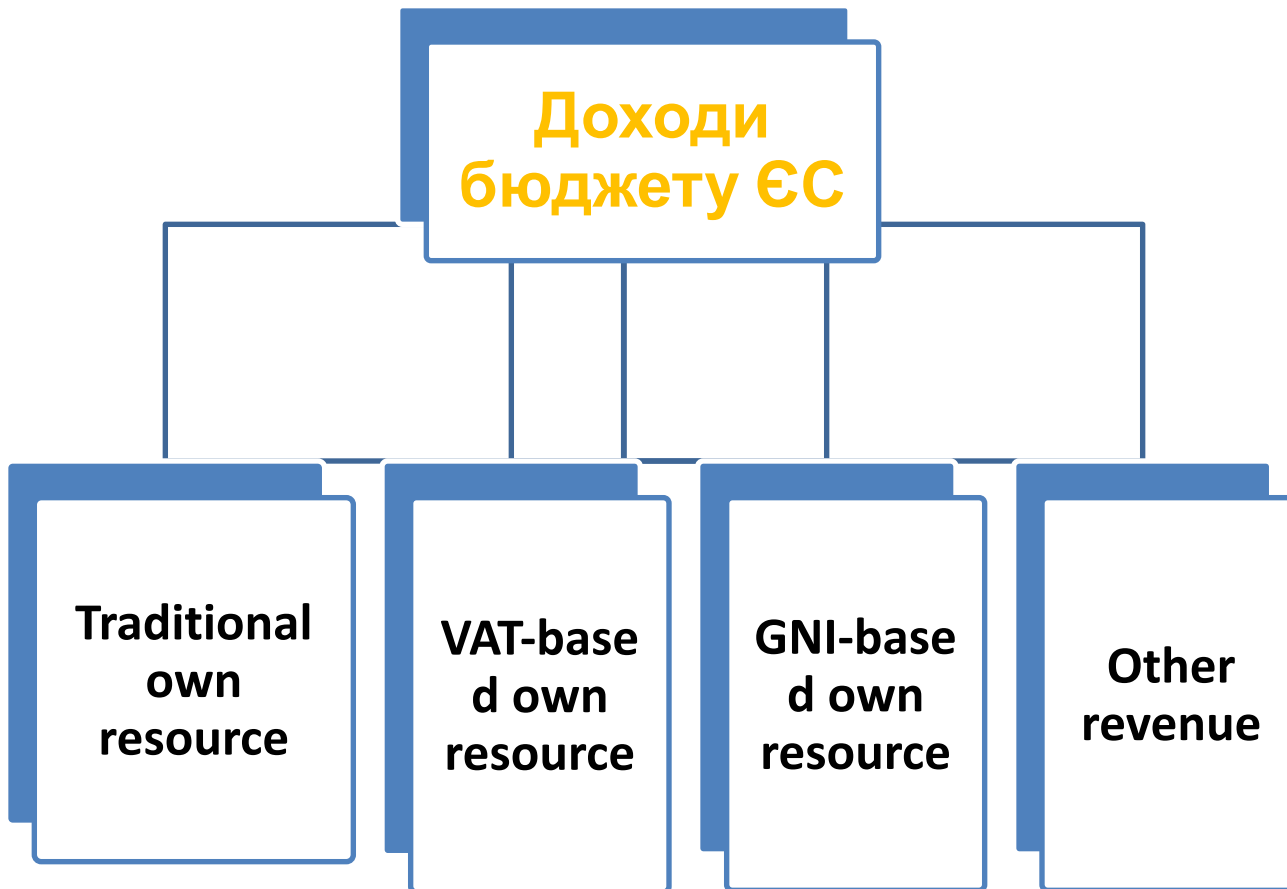 Доходи
бюджету ЄС
Traditional
own
resource
VAT-base
d own
resource
GNI-base
d own
resource
Other
revenue